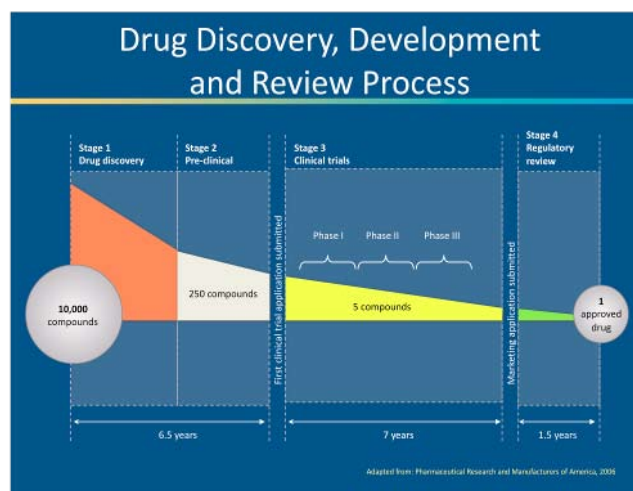 Drug Discovery, Development
and Review Process
Stage 1
Drug discovery
Stage 2
Pre-clinical
Stage 3
Clinical trials
Stage 4
Regulatory
review
Phase I
Phase II
Phase III
10,000
compounds
250 compounds
First clinical trial application submitted
5 compounds
Marketing application submitted
1
approved
drug
6.5 years
7 years
1.5 years
Adapted from: Pharmaceutical Research and Manufacturers of America, 2006